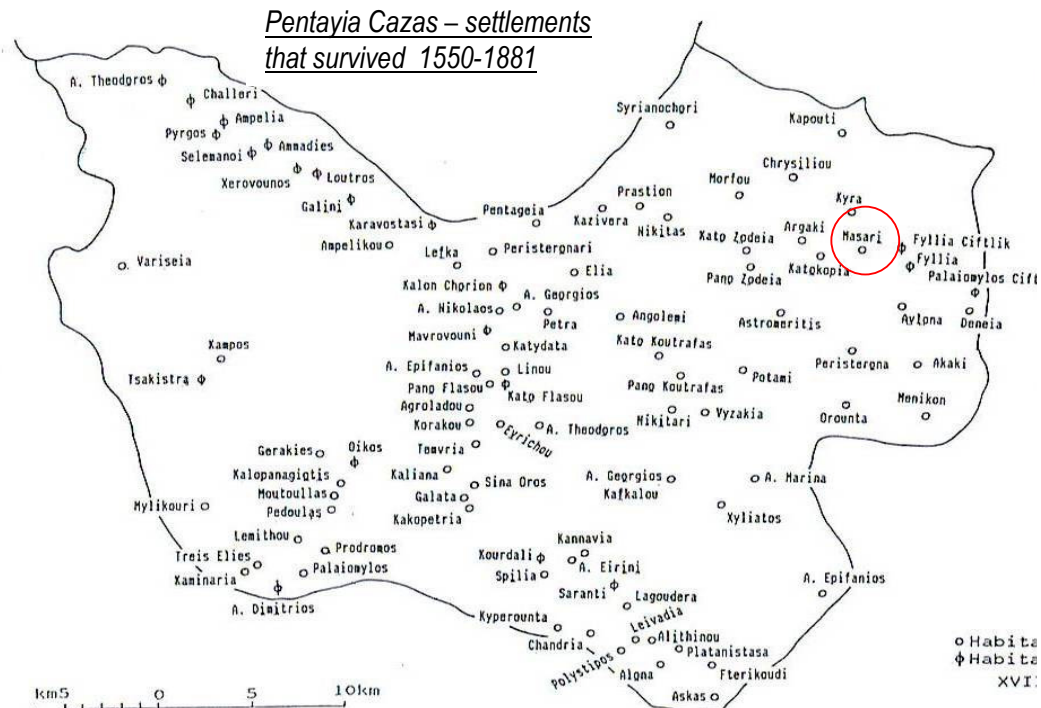 Pentayia Cazas – settlements
that survived 1550-1881
A. Theodoros
Challeri
Ampelia
Pyrgos
Ammadies
Selemanoi
Xerovounos
Loutros
Galini
Karavostasi
Pentageia
Ampelikou
Lefka
Peristeronari
Variseia
Elia
Kalon Chorion
A. Georgios
A. Nikolaos
Petra
Mavrovouni
Katydata
Syrianochori
Kapouti
Chrysiliou
Morfou
Prastion
Kazivera
Nikitas
Kyra
Argaki
Masari
Fyllia Ciftlik
Fyllia
Kato Zodeia
Katokopia
Pano Zodeia
Palaiomylos Cift
Angolemi
Astromeritis
Avlona
Deneia
Kampos
Tsakistra
A. Epifanios
Linou
Pano Flasou
Kato Flasou
Agroladou
Korakou
Evrychou
A. Theodoros
Temvria
Kato Koutrafas
Pano Koutrafas
Potami
Peristerona
Akaki
Nikitari
Vyzakia
Orounta
Menikon
Gerakies
Oikos
Kalopanagiotis
Moutoullas
Pedoulas
Mylikouri
Kaliana
Sina Oros
Galata
Kakopetria
A. Georgios
Kafkalou
A. Marina
Xyliatos
Lemithou
Prodromos
Treis Elies
Kaminaria
Palaiomylos
A. Dimitrios
Kannavia
Kourdali
A. Eirini
Spilia
Saranti
Lagoudera
A. Epifanios
Kyperounta
Chandria
Leivadia
Alithinou
Polystipos
Platanistasa
Alona
Fterikoudi
Askas
Habita
Habita
XVII
km5 0 10km